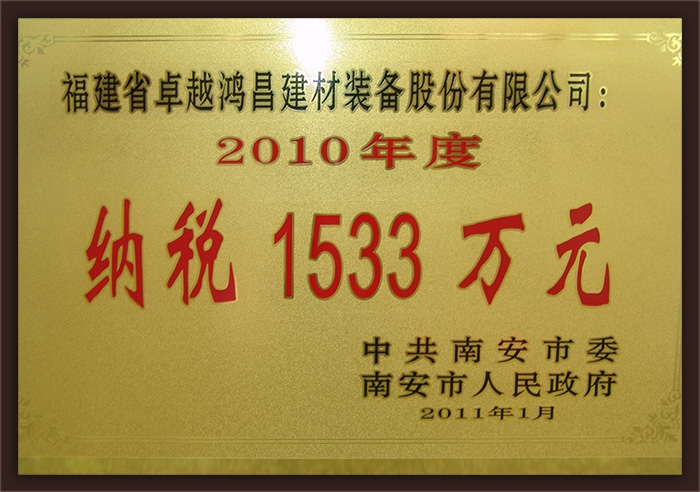 福建省卓越鸿昌建材装备股份有限公司：
2010年度
纳税 1533 万元
中共南安市委
南安市人民政府
2011年1月